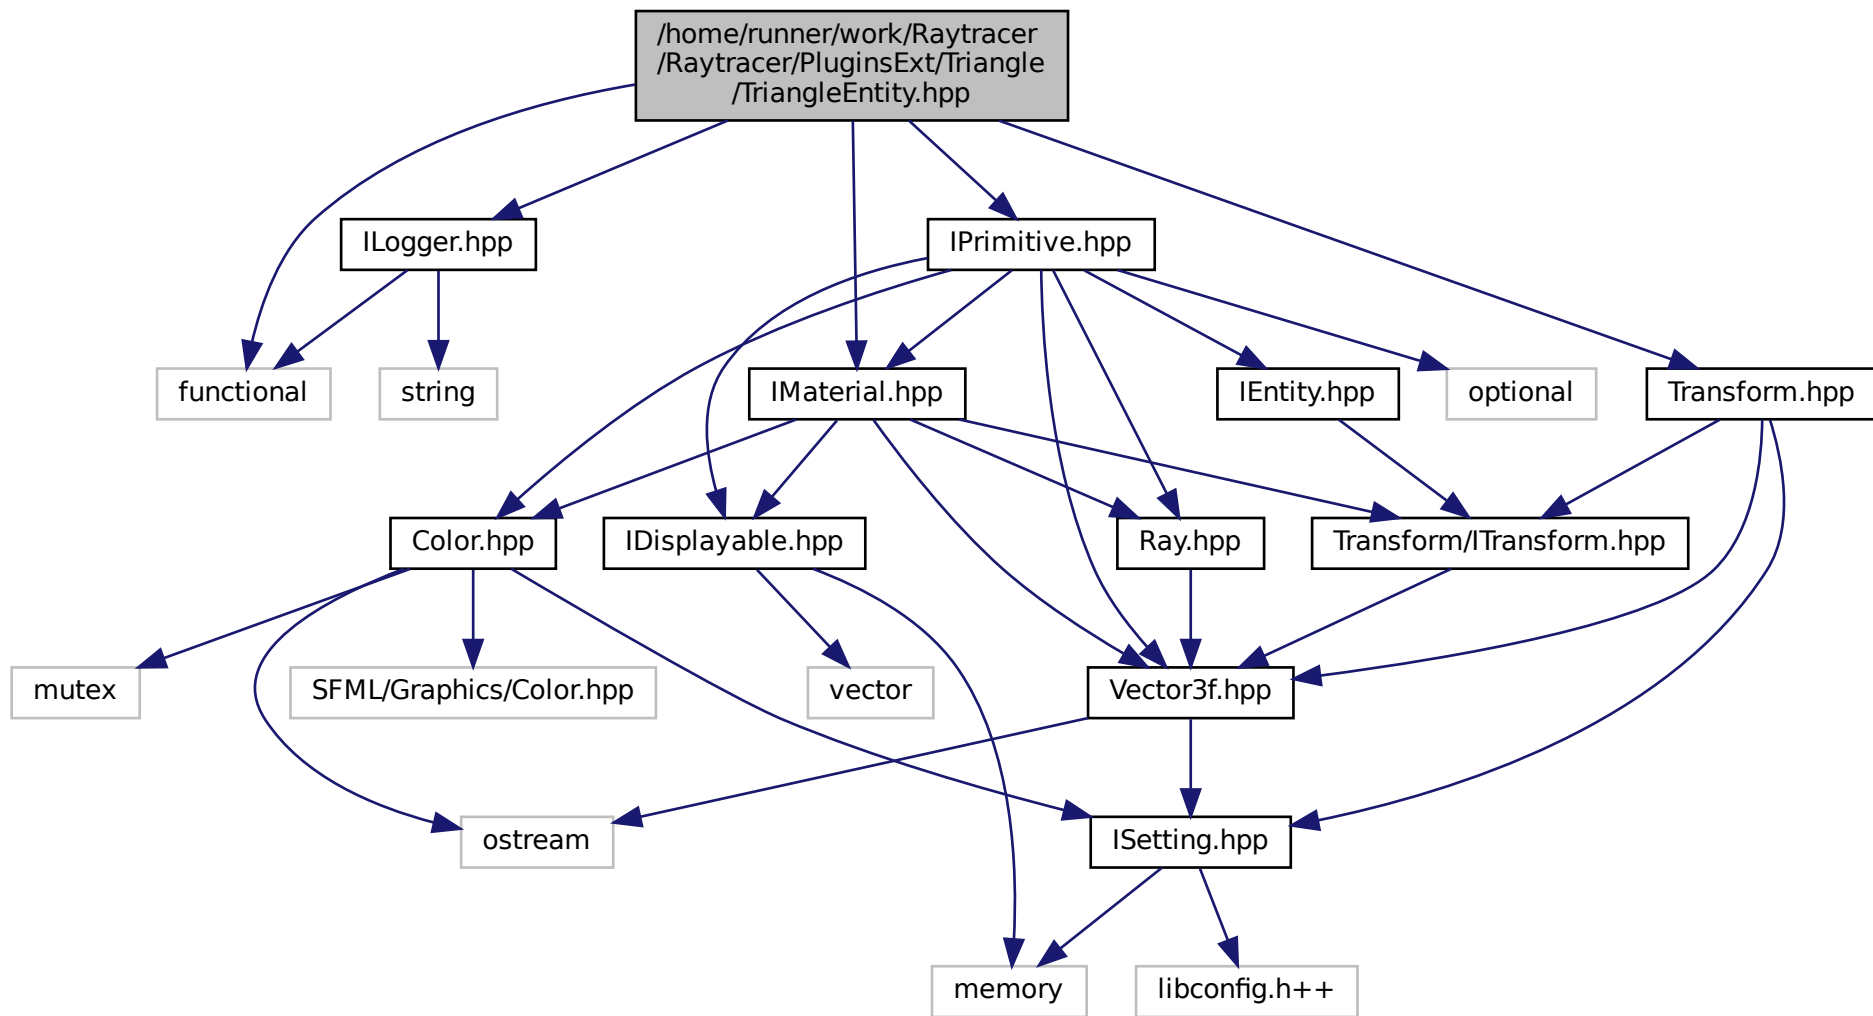 /home/runner/work/Raytracer
/Raytracer/PluginsExt/Triangle
/TriangleEntity.hpp
ILogger.hpp
IPrimitive.hpp
functional
string
IMaterial.hpp
IEntity.hpp
optional
Transform.hpp
Color.hpp
IDisplayable.hpp
Ray.hpp
Transform/ITransform.hpp
mutex
SFML/Graphics/Color.hpp
vector
Vector3f.hpp
ostream
ISetting.hpp
memory
libconfig.h++